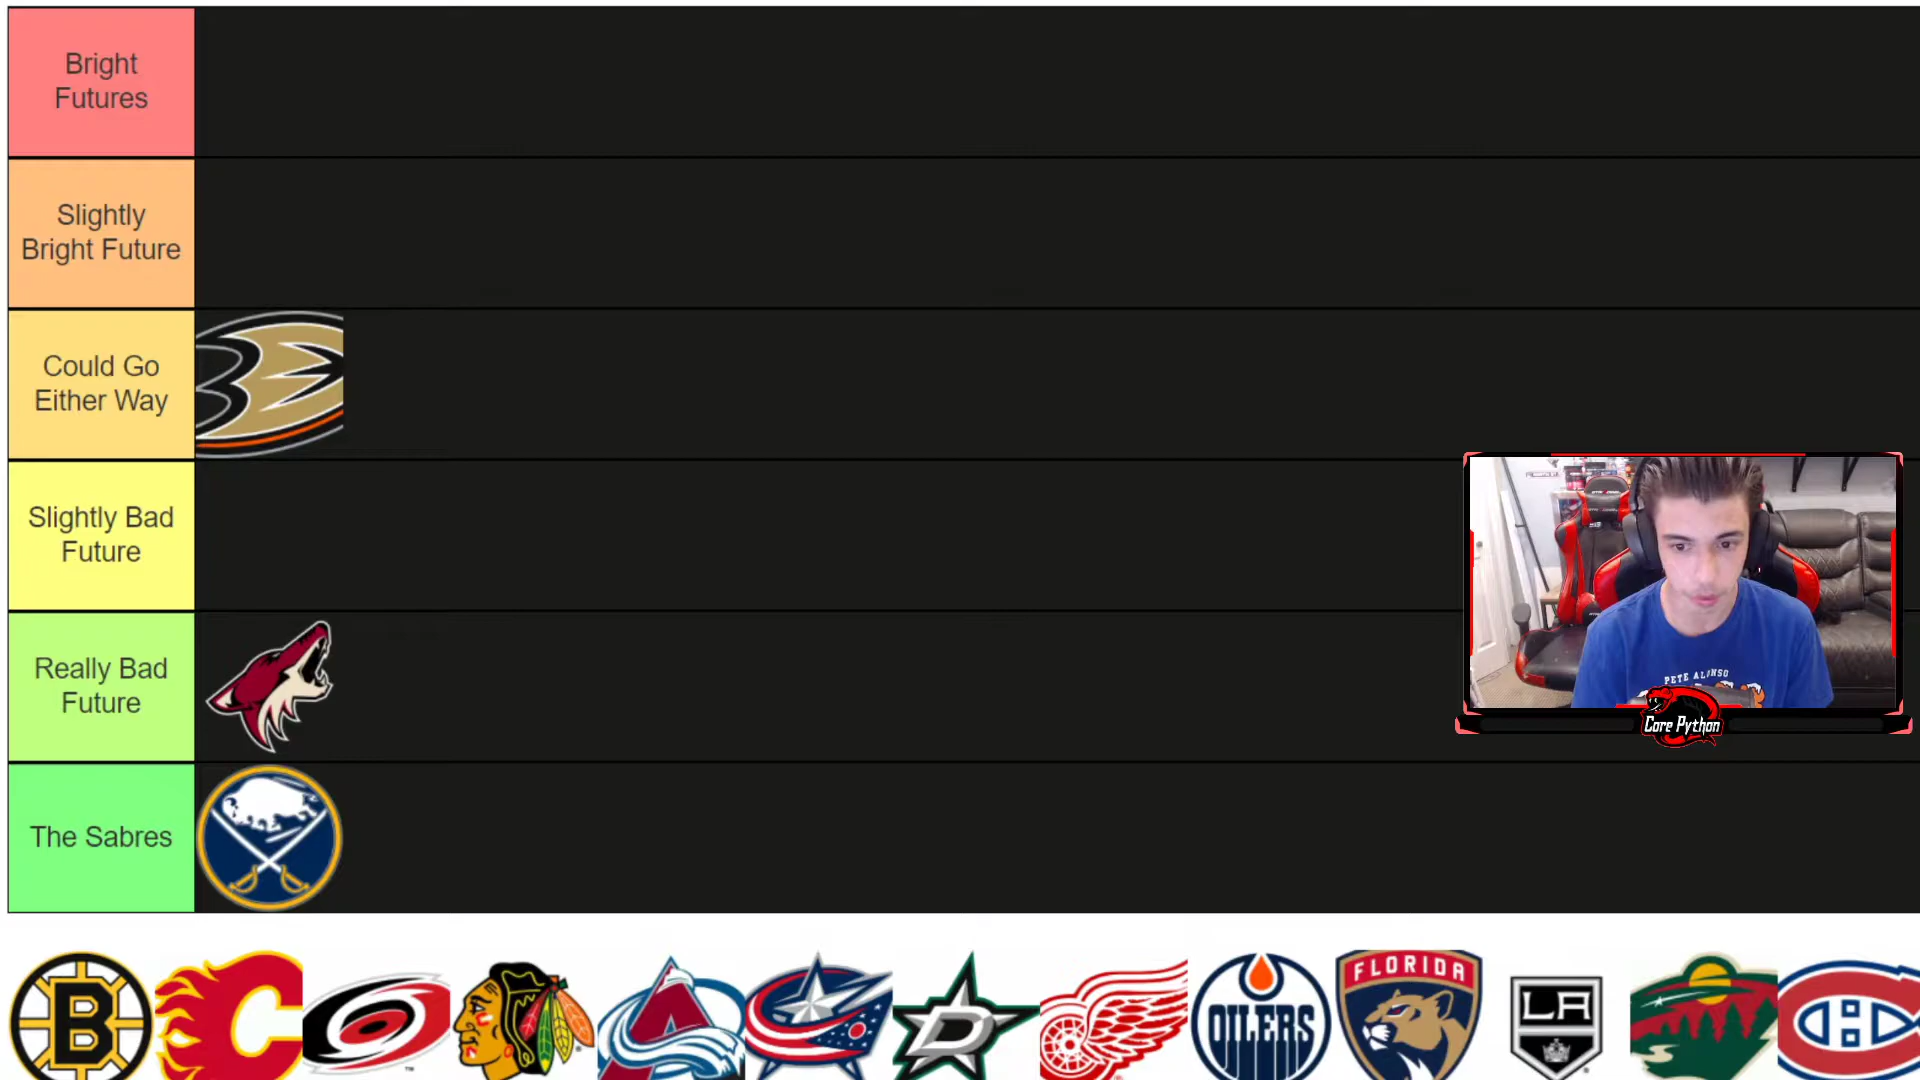 Bright
Futures
Slightly
Bright Future
Could Go
Either Way
Slightly Bad
Future
Really Bad
Future
The Sabres
PETE ALONSO
Core Python
B
C
A
D
OILERS
FLORIDA
LA
CH